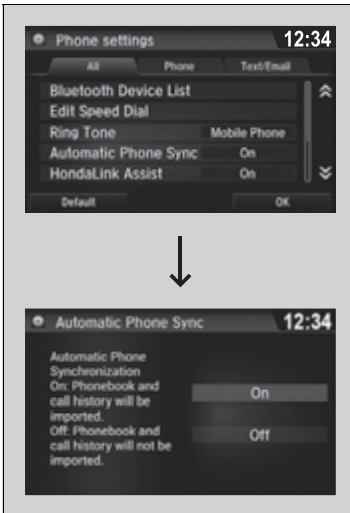 Phone settings 12:34
All Phone Text/Email
Bluetooth Device List
Edit Speed Dial
Ring Tone Mobile Phone
Automatic Phone Sync On
HondaLink Assist On
Default OK
Automatic Phone Sync 12:34
Automatic Phone
Synchronization
On: Phonebook and
call history will be
imported.
Off: Phonebook and
call history will not be
imported.
On
Off